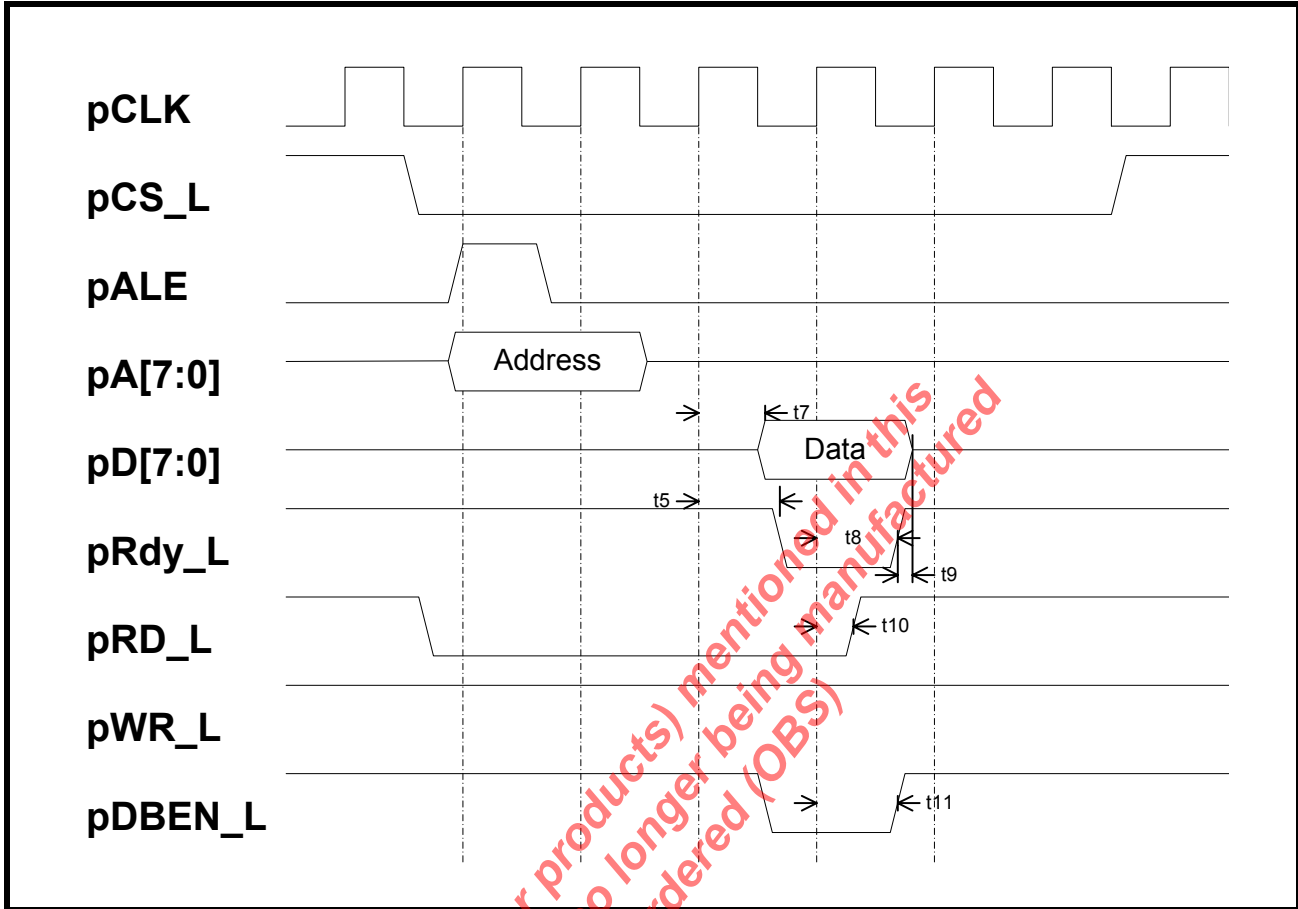 pCLK
pCS_L
pALE
pA[7:0]
Address
t7
pD[7:0]
Data
t5
pRdy_L
t8
t9
pRD_L
t10
pWR_L
pDBEN_L
t11
products) mentioned in this
longer being manufactured
(OBS)